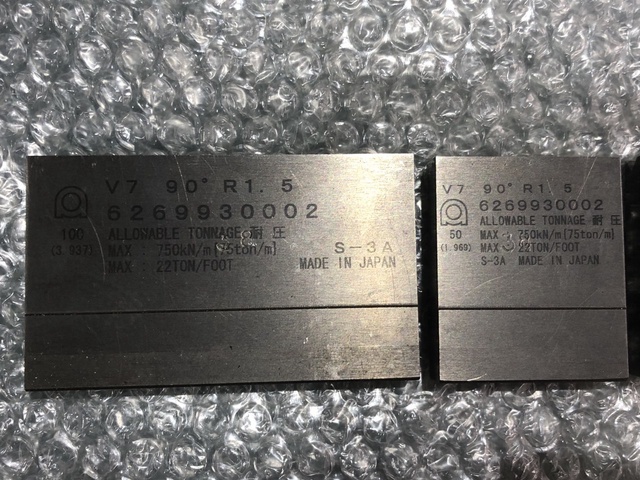 V7 90° R1.5
6269930002
100 ALLOWABLE TONNAGE 耐圧
(3.937) MAX : 750kN/m[75ton/m]
MAX : 22TON/FOOT
S-3A
MADE IN JAPAN
V7 90° R1.5
6269930002
ALLOWABLE TONNAGE 耐圧
50 MAX : 750kN/m[75ton/m]
(1.969) MAX : 22TON/FOOT
S-3A MADE IN JAPAN